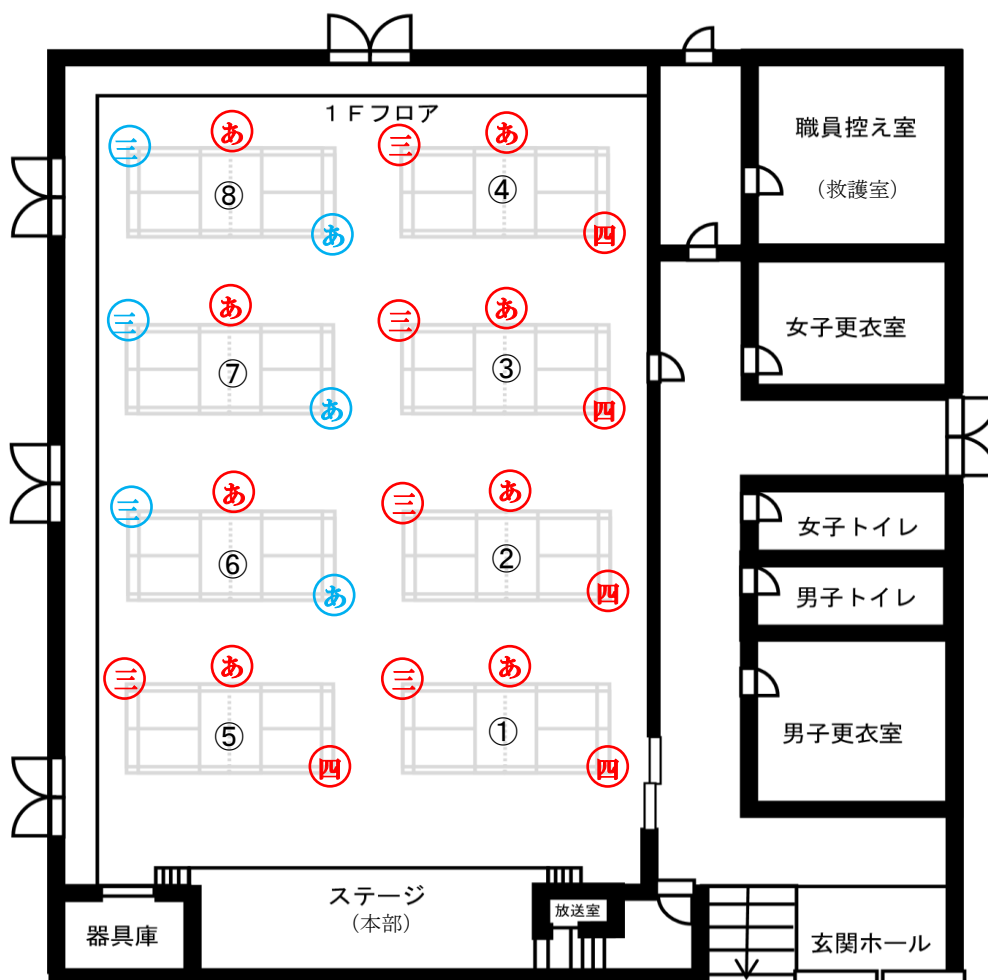 1Fフロア
三 あ
⑧
あ
三 あ
④
四
三 あ
⑦
あ
三 あ
③
四
三 あ
⑥
あ
三 あ
②
四
三 あ
⑤
四
三 あ
①
四
ステージ
（本部）
放送室
器具庫
職員控え室
（救護室）
女子更衣室
女子トイレ
男子トイレ
男子更衣室
玄関ホール